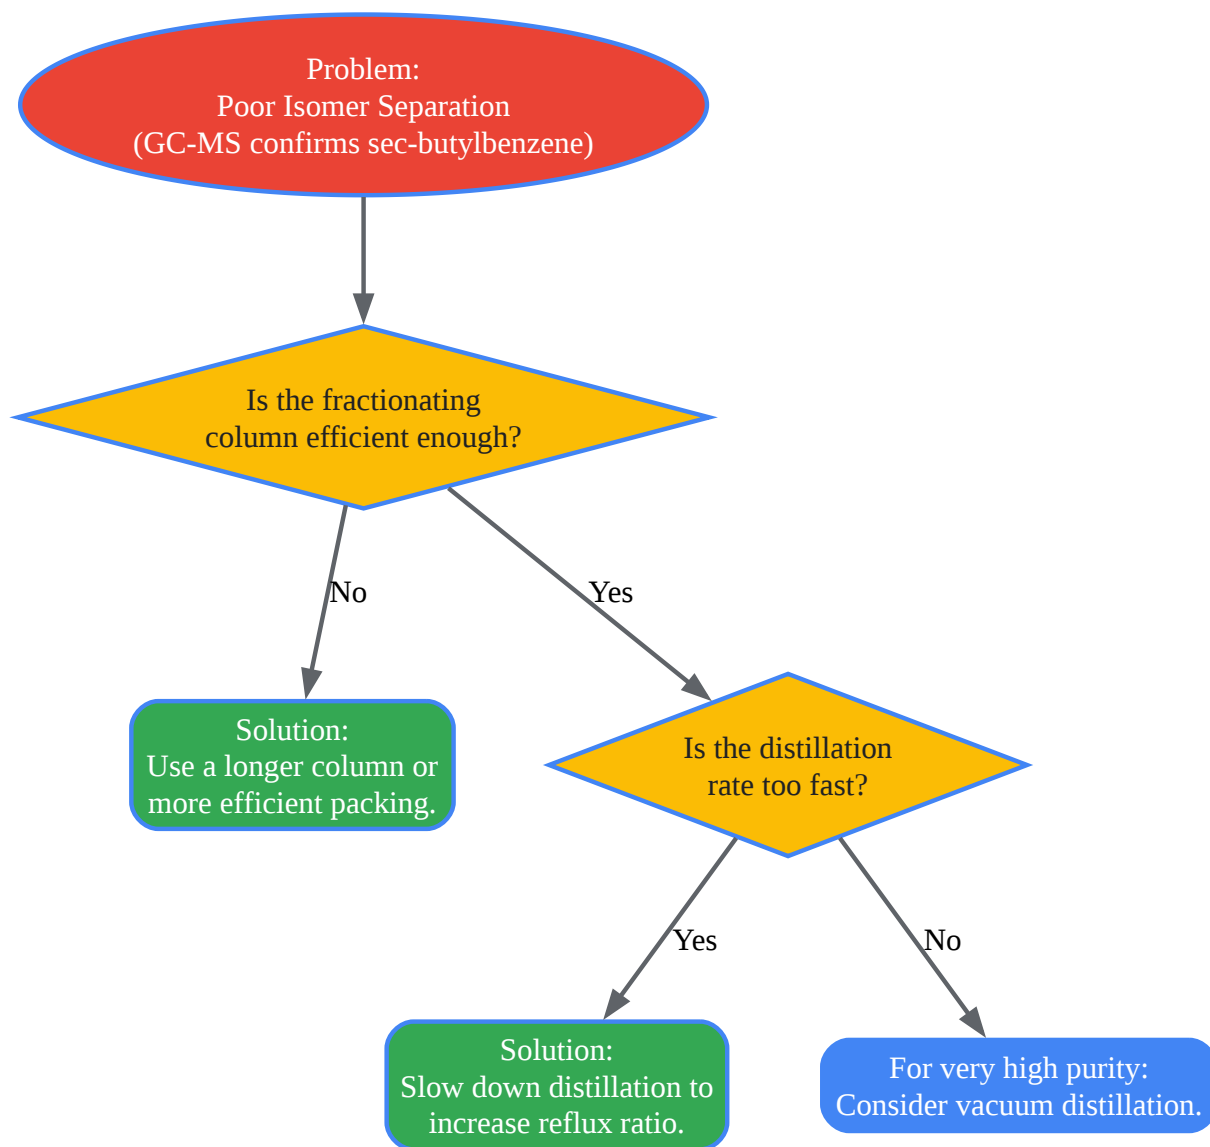 Problem:
Poor Isomer Separation
(GC-MS confirms sec-butylbenzene)
Is the fractionating
column efficient enough?
No
Yes
Solution:
Use a longer column or
more efficient packing.
Is the distillation
rate too fast?
Yes
No
Solution:
Slow down distillation to
increase reflux ratio.
For very high purity:
Consider vacuum distillation.